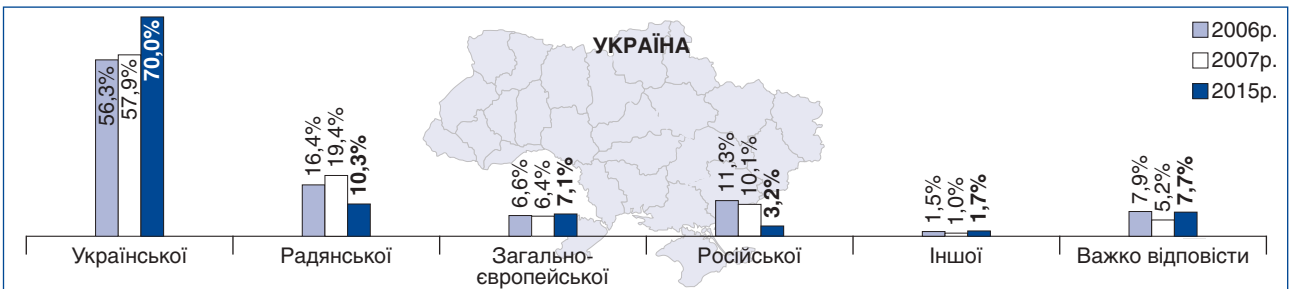 УКРАЇНА
2006р.
2007р.
2015р.
56,3%
57,9%
70,0%
16,4%
19,4%
10,3%
6,6%
6,4%
7,1%
11,3%
10,1%
3,2%
1,5%
1,0%
1,7%
7,9%
5,2%
7,7%
Української
Радянської
Загально-
європейської
Російської
Іншої
Важко відповісти